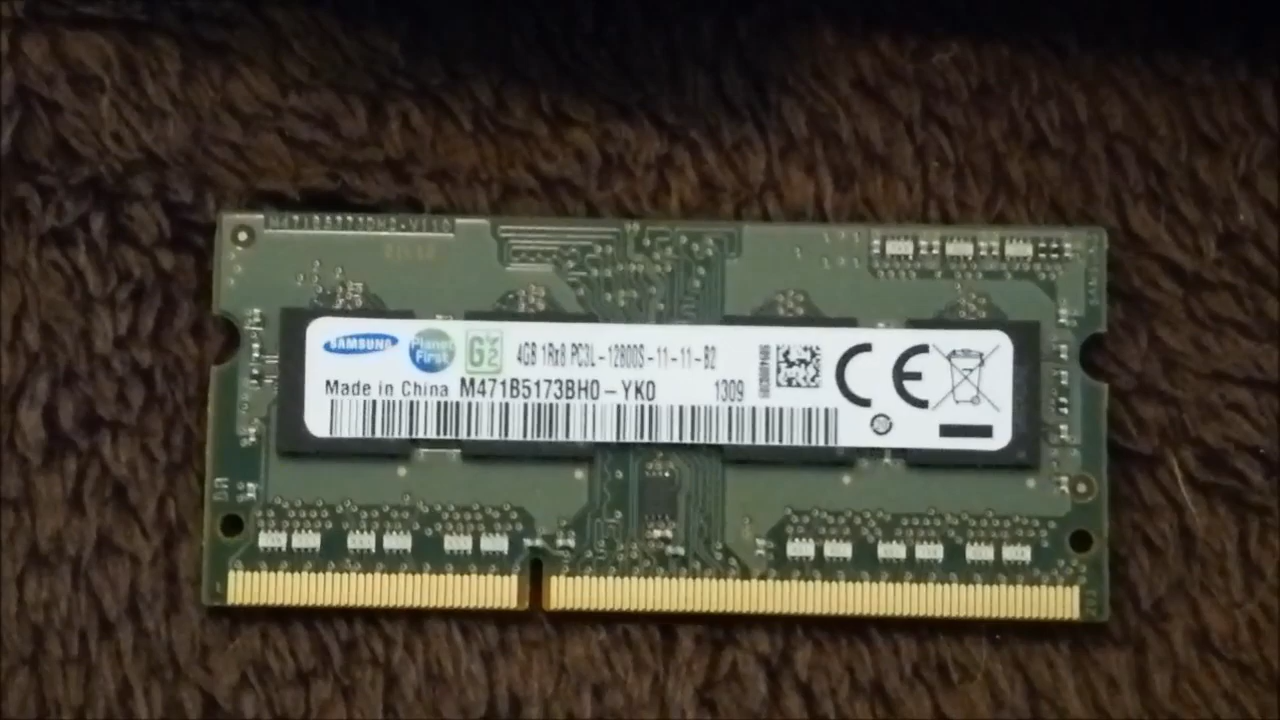 SAMSUNG
Planet First
4GB 1Rx8 PC3L-12800S-11-11-B2
Made in China M471B5173BH0-YK0
1309
CE